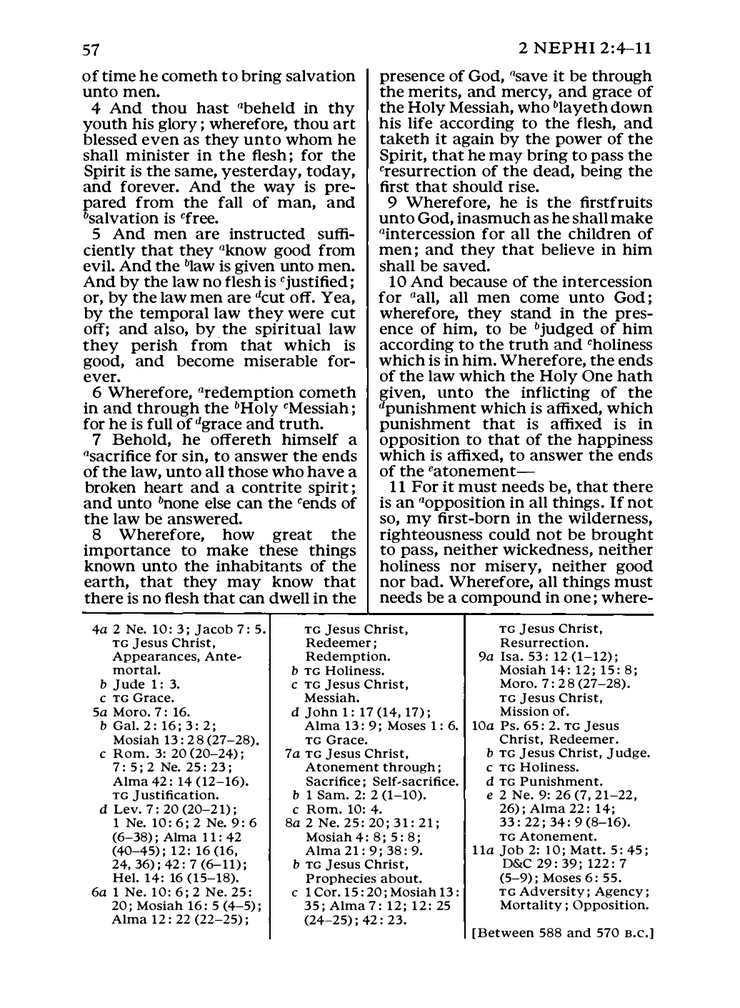 57
2 NEPHI 2:4–11
of time he cometh to bring salvation
unto men.
4 And thou hast ᵃbeheld in thy
youth his glory; wherefore, thou art
blessed even as they unto whom he
shall minister in the flesh; for the
Spirit is the same, yesterday, today,
and forever. And the way is pre-
pared from the fall of man, and
ᵇsalvation is ᶜfree.
5 And men are instructed suffi-
ciently that they ᵃknow good from
evil. And the ᵇlaw is given unto men.
And by the law no flesh is ᶜjustified;
or, by the law men are ᵈcut off. Yea,
by the temporal law they were cut
off; and also, by the spiritual law
they perish from that which is
good, and become miserable for-
ever.
6 Wherefore, ᵃredemption cometh
in and through the ᵇHoly ᶜMessiah;
for he is full of ᵈgrace and truth.
7 Behold, he offereth himself a
ᵃsacrifice for sin, to answer the ends
of the law, unto all those who have a
broken heart and a contrite spirit;
and unto ᵇnone else can the ᶜends of
the law be answered.
8 Wherefore, how great the
importance to make these things
known unto the inhabitants of the
earth, that they may know that
there is no flesh that can dwell in the
presence of God, ᵃsave it be through
the merits, and mercy, and grace of
the Holy Messiah, who ᵇlayeth down
his life according to the flesh, and
taketh it again by the power of the
Spirit, that he may bring to pass the
ᶜresurrection of the dead, being the
first that should rise.
9 Wherefore, he is the firstfruits
unto God, inasmuch as he shall make
ᵃintercession for all the children of
men; and they that believe in him
shall be saved.
10 And because of the intercession
for ᵃall, all men come unto God;
wherefore, they stand in the pres-
ence of him, to be ᵇjudged of him
according to the truth and ᶜholiness
which is in him. Wherefore, the ends
of the law which the Holy One hath
given, unto the inflicting of the
ᵈpunishment which is affixed, which
punishment that is affixed is in
opposition to that of the happiness
which is affixed, to answer the ends
of the ᵉatonement—
11 For it must needs be, that there
is an ᵃopposition in all things. If not
so, my first-born in the wilderness,
righteousness could not be brought
to pass, neither wickedness, neither
holiness nor misery, neither good
nor bad. Wherefore, all things must
needs be a compound in one; where-
4a 2 Ne. 10: 3; Jacob 7: 5.
TG Jesus Christ,
Appearances, Ante-
mortal.
b Jude 1: 3.
c TG Grace.
5a Moro. 7: 16.
b Gal. 2: 16; 3: 2;
Mosiah 13: 28 (27–28).
c Rom. 3: 20 (20–24);
7: 5; 2 Ne. 25: 23;
Alma 42: 14 (12–16).
TG Justification.
d Lev. 7: 20 (20–21);
1 Ne. 10: 6; 2 Ne. 9: 6
(6–38); Alma 11: 42
(40–45); 12: 16 (16,
24, 36); 42: 7 (6–11);
Hel. 14: 16 (15–18).
6a 1 Ne. 10: 6; 2 Ne. 25:
20; Mosiah 16: 5 (4–5);
Alma 12: 22 (22–25);
TG Jesus Christ,
Redeemer;
Redemption.
b TG Holiness.
c TG Jesus Christ,
Messiah.
d John 1: 17 (14, 17);
Alma 13: 9; Moses 1: 6.
TG Grace.
7a TG Jesus Christ,
Atonement through;
Sacrifice; Self-sacrifice.
b 1 Sam. 2: 2 (1–10).
c Rom. 10: 4.
8a 2 Ne. 25: 20; 31: 21;
Mosiah 4: 8; 5: 8;
Alma 21: 9; 38: 9.
b TG Jesus Christ,
Prophecies about.
c 1 Cor. 15: 20; Mosiah 13:
35; Alma 7: 12; 12: 25
(24–25); 42: 23.
TG Jesus Christ,
Resurrection.
9a Isa. 53: 12 (1–12);
Mosiah 14: 12; 15: 8;
Moro. 7: 28 (27–28).
TG Jesus Christ,
Mission of.
10a Ps. 65: 2. TG Jesus
Christ, Redeemer.
b TG Jesus Christ, Judge.
c TG Holiness.
d TG Punishment.
e 2 Ne. 9: 26 (7, 21–22,
26); Alma 22: 14;
33: 22; 34: 9 (8–16).
TG Atonement.
11a Job 2: 10; Matt. 5: 45;
D&C 29: 39; 122: 7
(5–9); Moses 6: 55.
TG Adversity; Agency;
Mortality; Opposition.
[Between 588 and 570 B.C.]